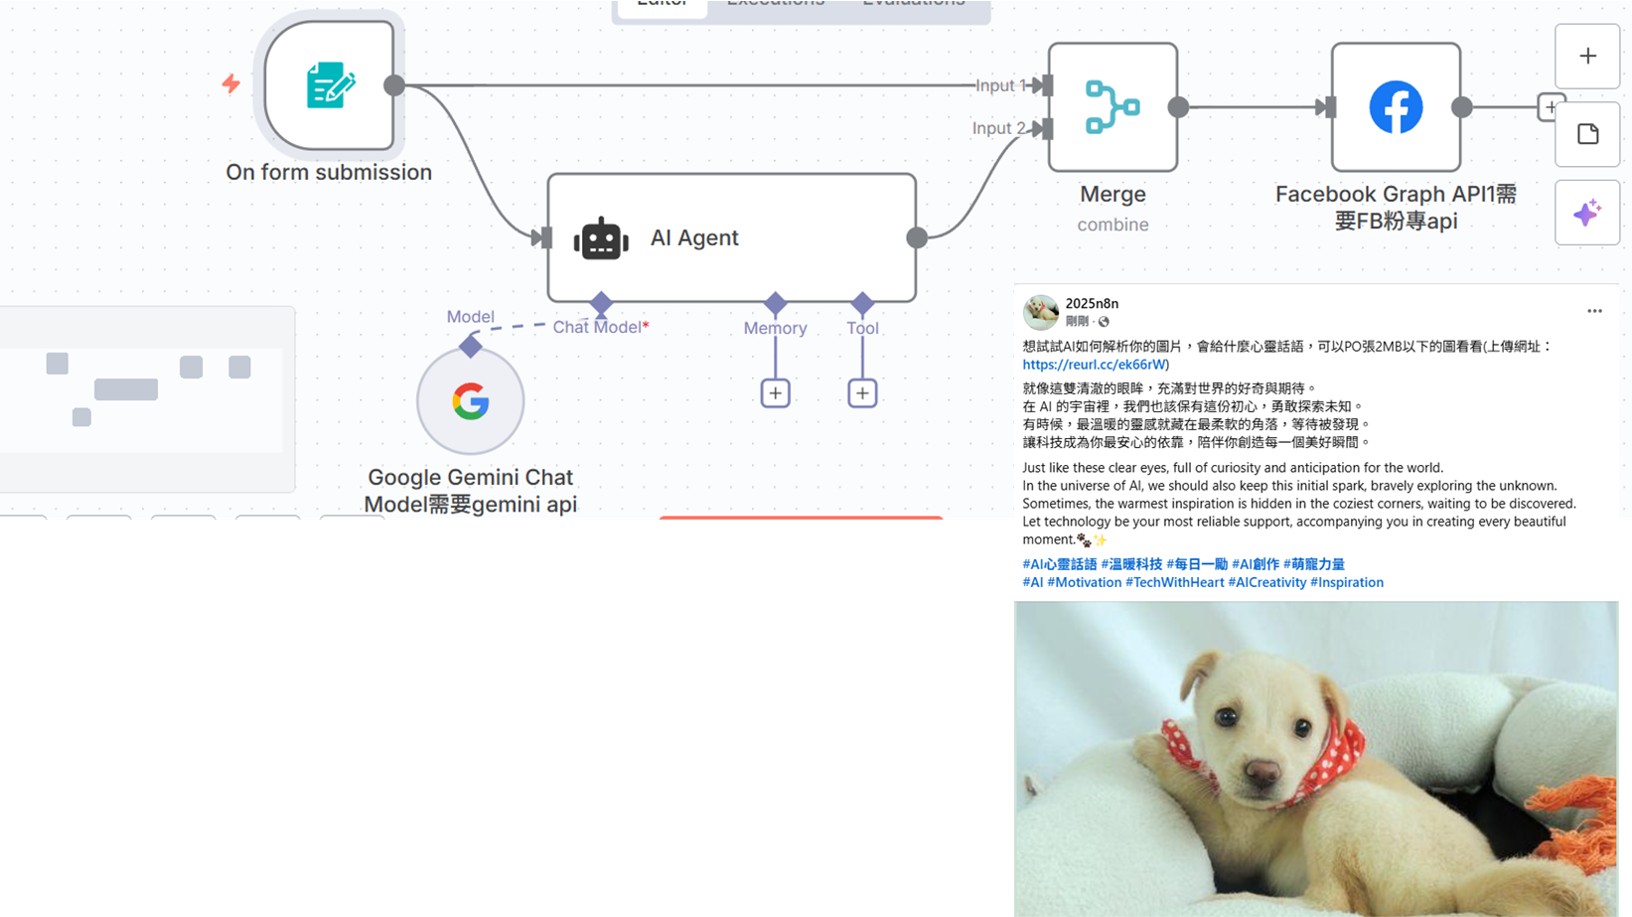 Editor Executions Evaluations
On form submission
Input 1
Input 2
Merge
combine
Facebook Graph API1需
要FB粉專api
AI Agent
Model
Chat Model*
Memory
Tool
Google Gemini Chat
Model需要gemini api
2025n8n
剛剛 ·
想試試AI如何解析你的圖片，會給什麼心靈話語，可以PO張2MB以下的圖看看(上傳網址：
https://reurl.cc/ek66rW)
就像這雙清澈的眼眸，充滿對世界的好奇與期待。
在 AI 的宇宙裡，我們也該保有這份初心，勇敢探索未知。
有時候，最溫暖的靈感就藏在最柔軟的角落，等待被發現。
讓科技成為你最安心的依靠，陪伴你創造每一個美好瞬間。
Just like these clear eyes, full of curiosity and anticipation for the world.
In the universe of AI, we should also keep this initial spark, bravely exploring the unknown.
Sometimes, the warmest inspiration is hidden in the coziest corners, waiting to be discovered.
Let technology be your most reliable support, accompanying you in creating every beautiful
moment.🐾✨
#AI心靈話語 #溫暖科技 #每日一勵 #AI創作 #萌寵力量
#AI #Motivation #TechWithHeart #AICreativity #Inspiration